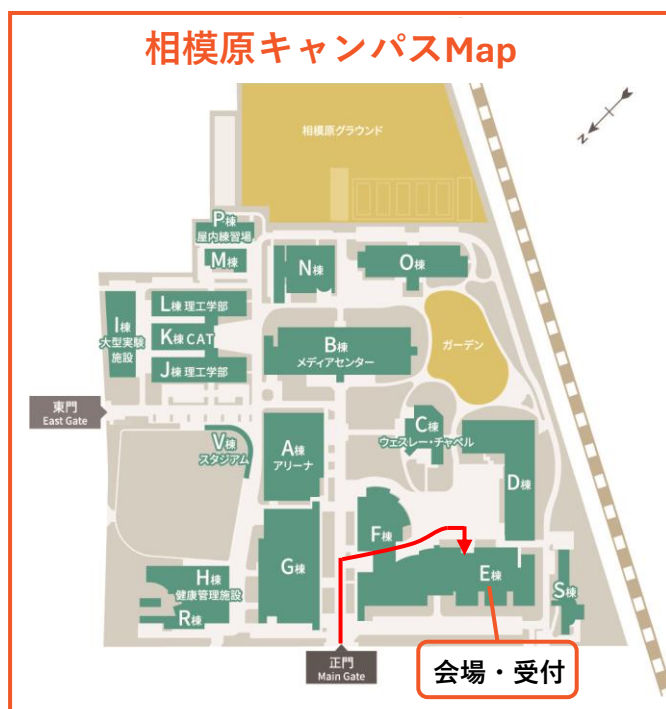 相模原キャンパスMap
相模原グラウンド
N
P棟
屋内練習場
M棟
N棟
O棟
L棟 理工学部
I棟
大型実験
施設
K棟 CAT
B棟
メディアセンター
ガーデン
J棟 理工学部
東門
East Gate
V棟
スタジアム
A棟
アリーナ
C棟
ウェスレー・チャペル
D棟
F棟
G棟
H棟
健康管理施設
E棟
S棟
R棟
正門
Main Gate
会場・受付